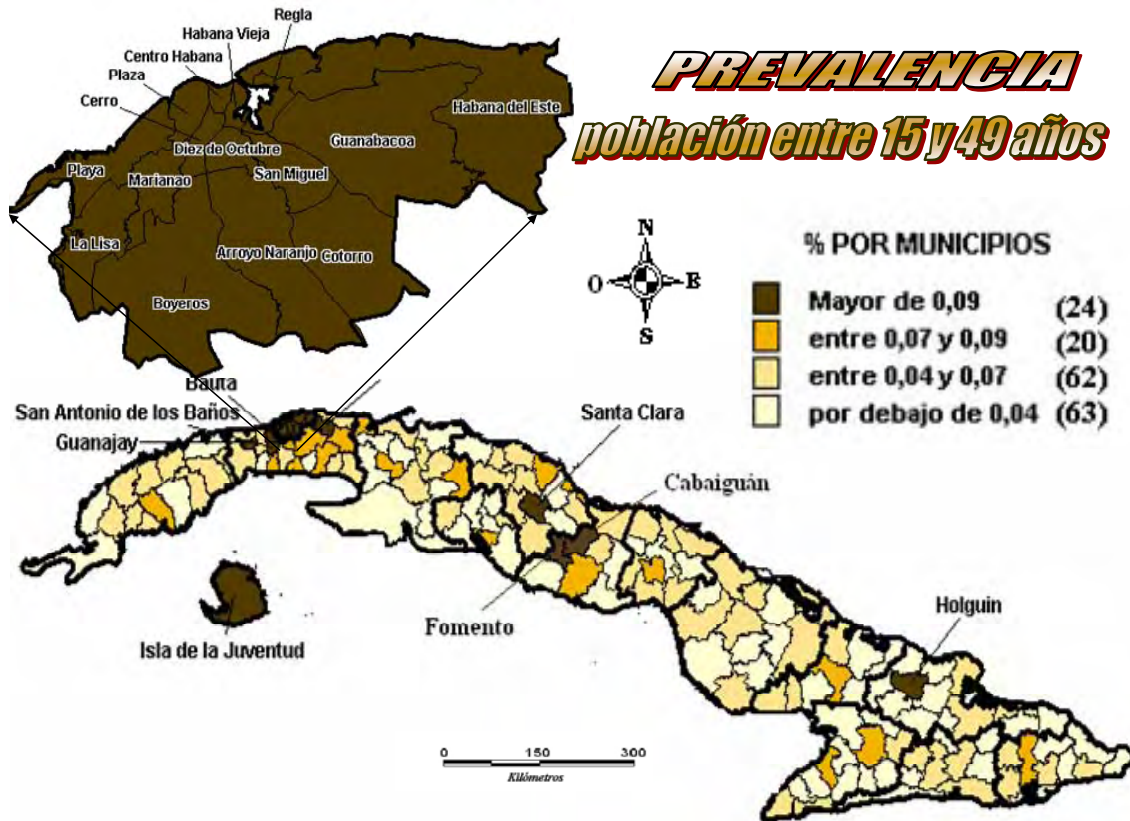 Regla
Habana Vieja
Centro Habana
Plaza
Cerro
Habana del Este
Guanabacoa
Diez de Octubre
San Miguel
Playa
Marianao
La Lisa
Arroyo Naranjo
Cotorro
Boyeros
PREVALENCIA
población entre 15 y 49 años
N
O
E
S
% POR MUNICIPIOS
Mayor de 0,09 (24)
entre 0,07 y 0,09 (20)
entre 0,04 y 0,07 (62)
por debajo de 0,04 (63)
Bauta
San Antonio de los Baños
Guanajay
Santa Clara
Cabaiguán
Fomento
Holguin
Isla de la Juventud
0 150 300
Kilómetros